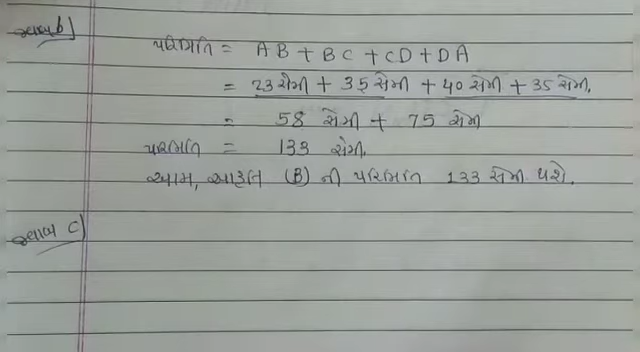 જવાબ b)
પરિમિતિ = AB + BC + CD + DA
= 23 સેમી + 35 સેમી + 40 સેમી + 35 સેમી.
= 58 સેમી + 75 સેમી
પરિમિતિ = 133 સેમી.
આમ, આકૃતિ (B) ની પરિમિતિ 133 સેમી થશે.
જવાબ c)